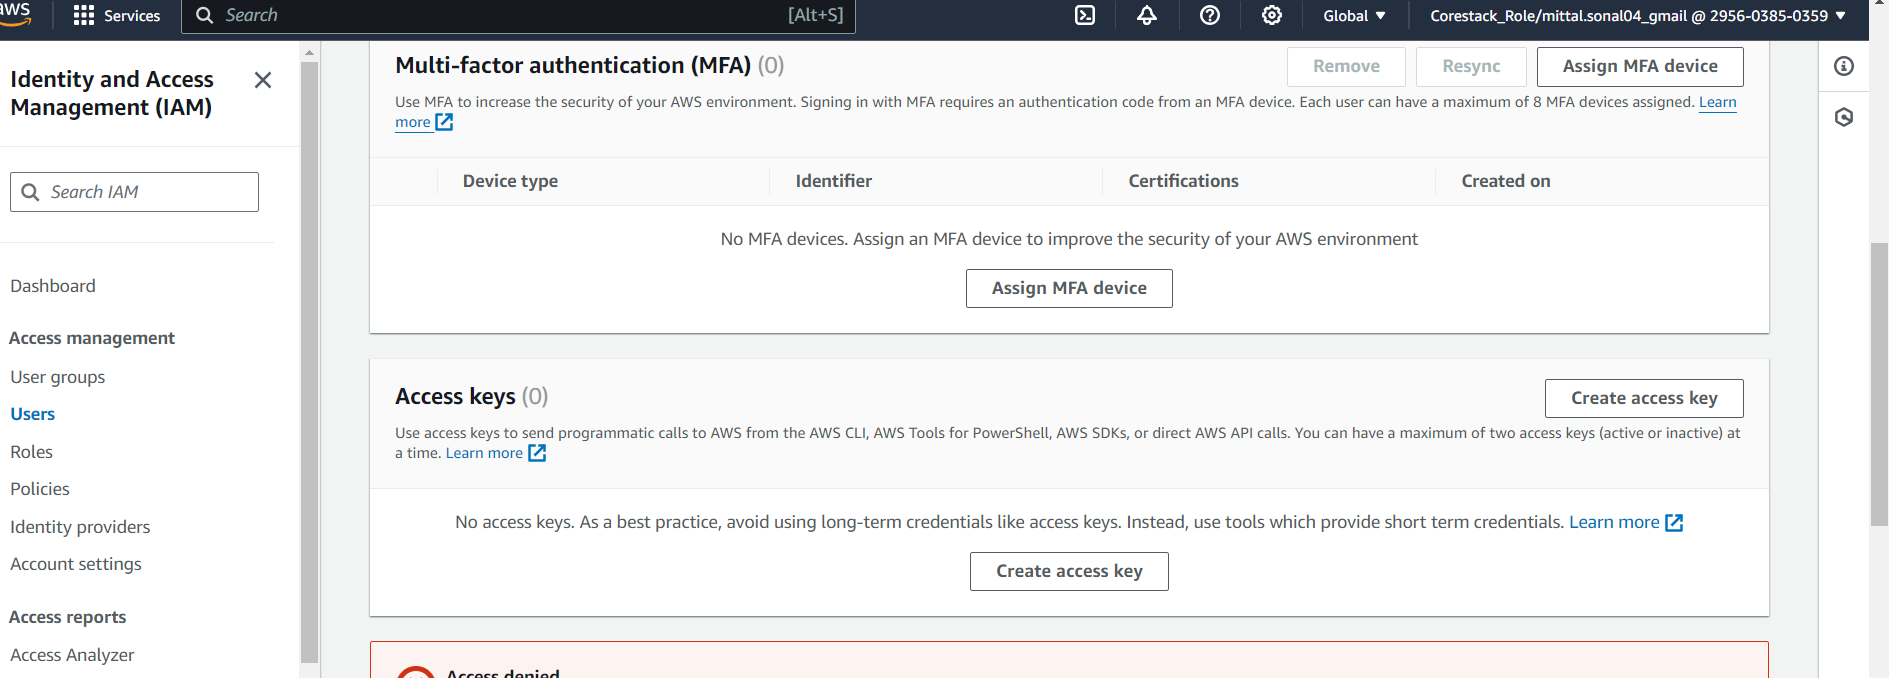 aws
Services
Search [Alt+S]
Global
Corestack_Role/mittal.sonal04_gmail @ 2956-0385-0359
Identity and Access
Management (IAM)
Search IAM
Dashboard
Access management
User groups
Users
Roles
Policies
Identity providers
Account settings
Access reports
Access Analyzer
Multi-factor authentication (MFA) (0)
Remove
Resync
Assign MFA device
Use MFA to increase the security of your AWS environment. Signing in with MFA requires an authentication code from an MFA device. Each user can have a maximum of 8 MFA devices assigned. Learn
more
Device type Identifier Certifications Created on
No MFA devices. Assign an MFA device to improve the security of your AWS environment
Assign MFA device
Access keys (0)
Create access key
Use access keys to send programmatic calls to AWS from the AWS CLI, AWS Tools for PowerShell, AWS SDKs, or direct AWS API calls. You can have a maximum of two access keys (active or inactive) at
a time. Learn more
No access keys. As a best practice, avoid using long-term credentials like access keys. Instead, use tools which provide short term credentials. Learn more
Create access key
Access denied